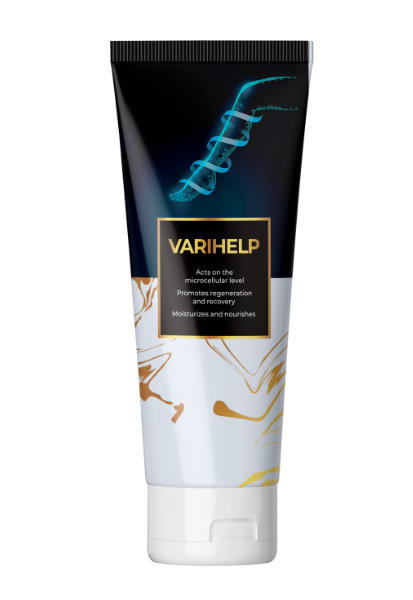 VARIHELP
Acts on the
microcellular level
Promotes regeneration
and recovery
Moisturizes and nourishes